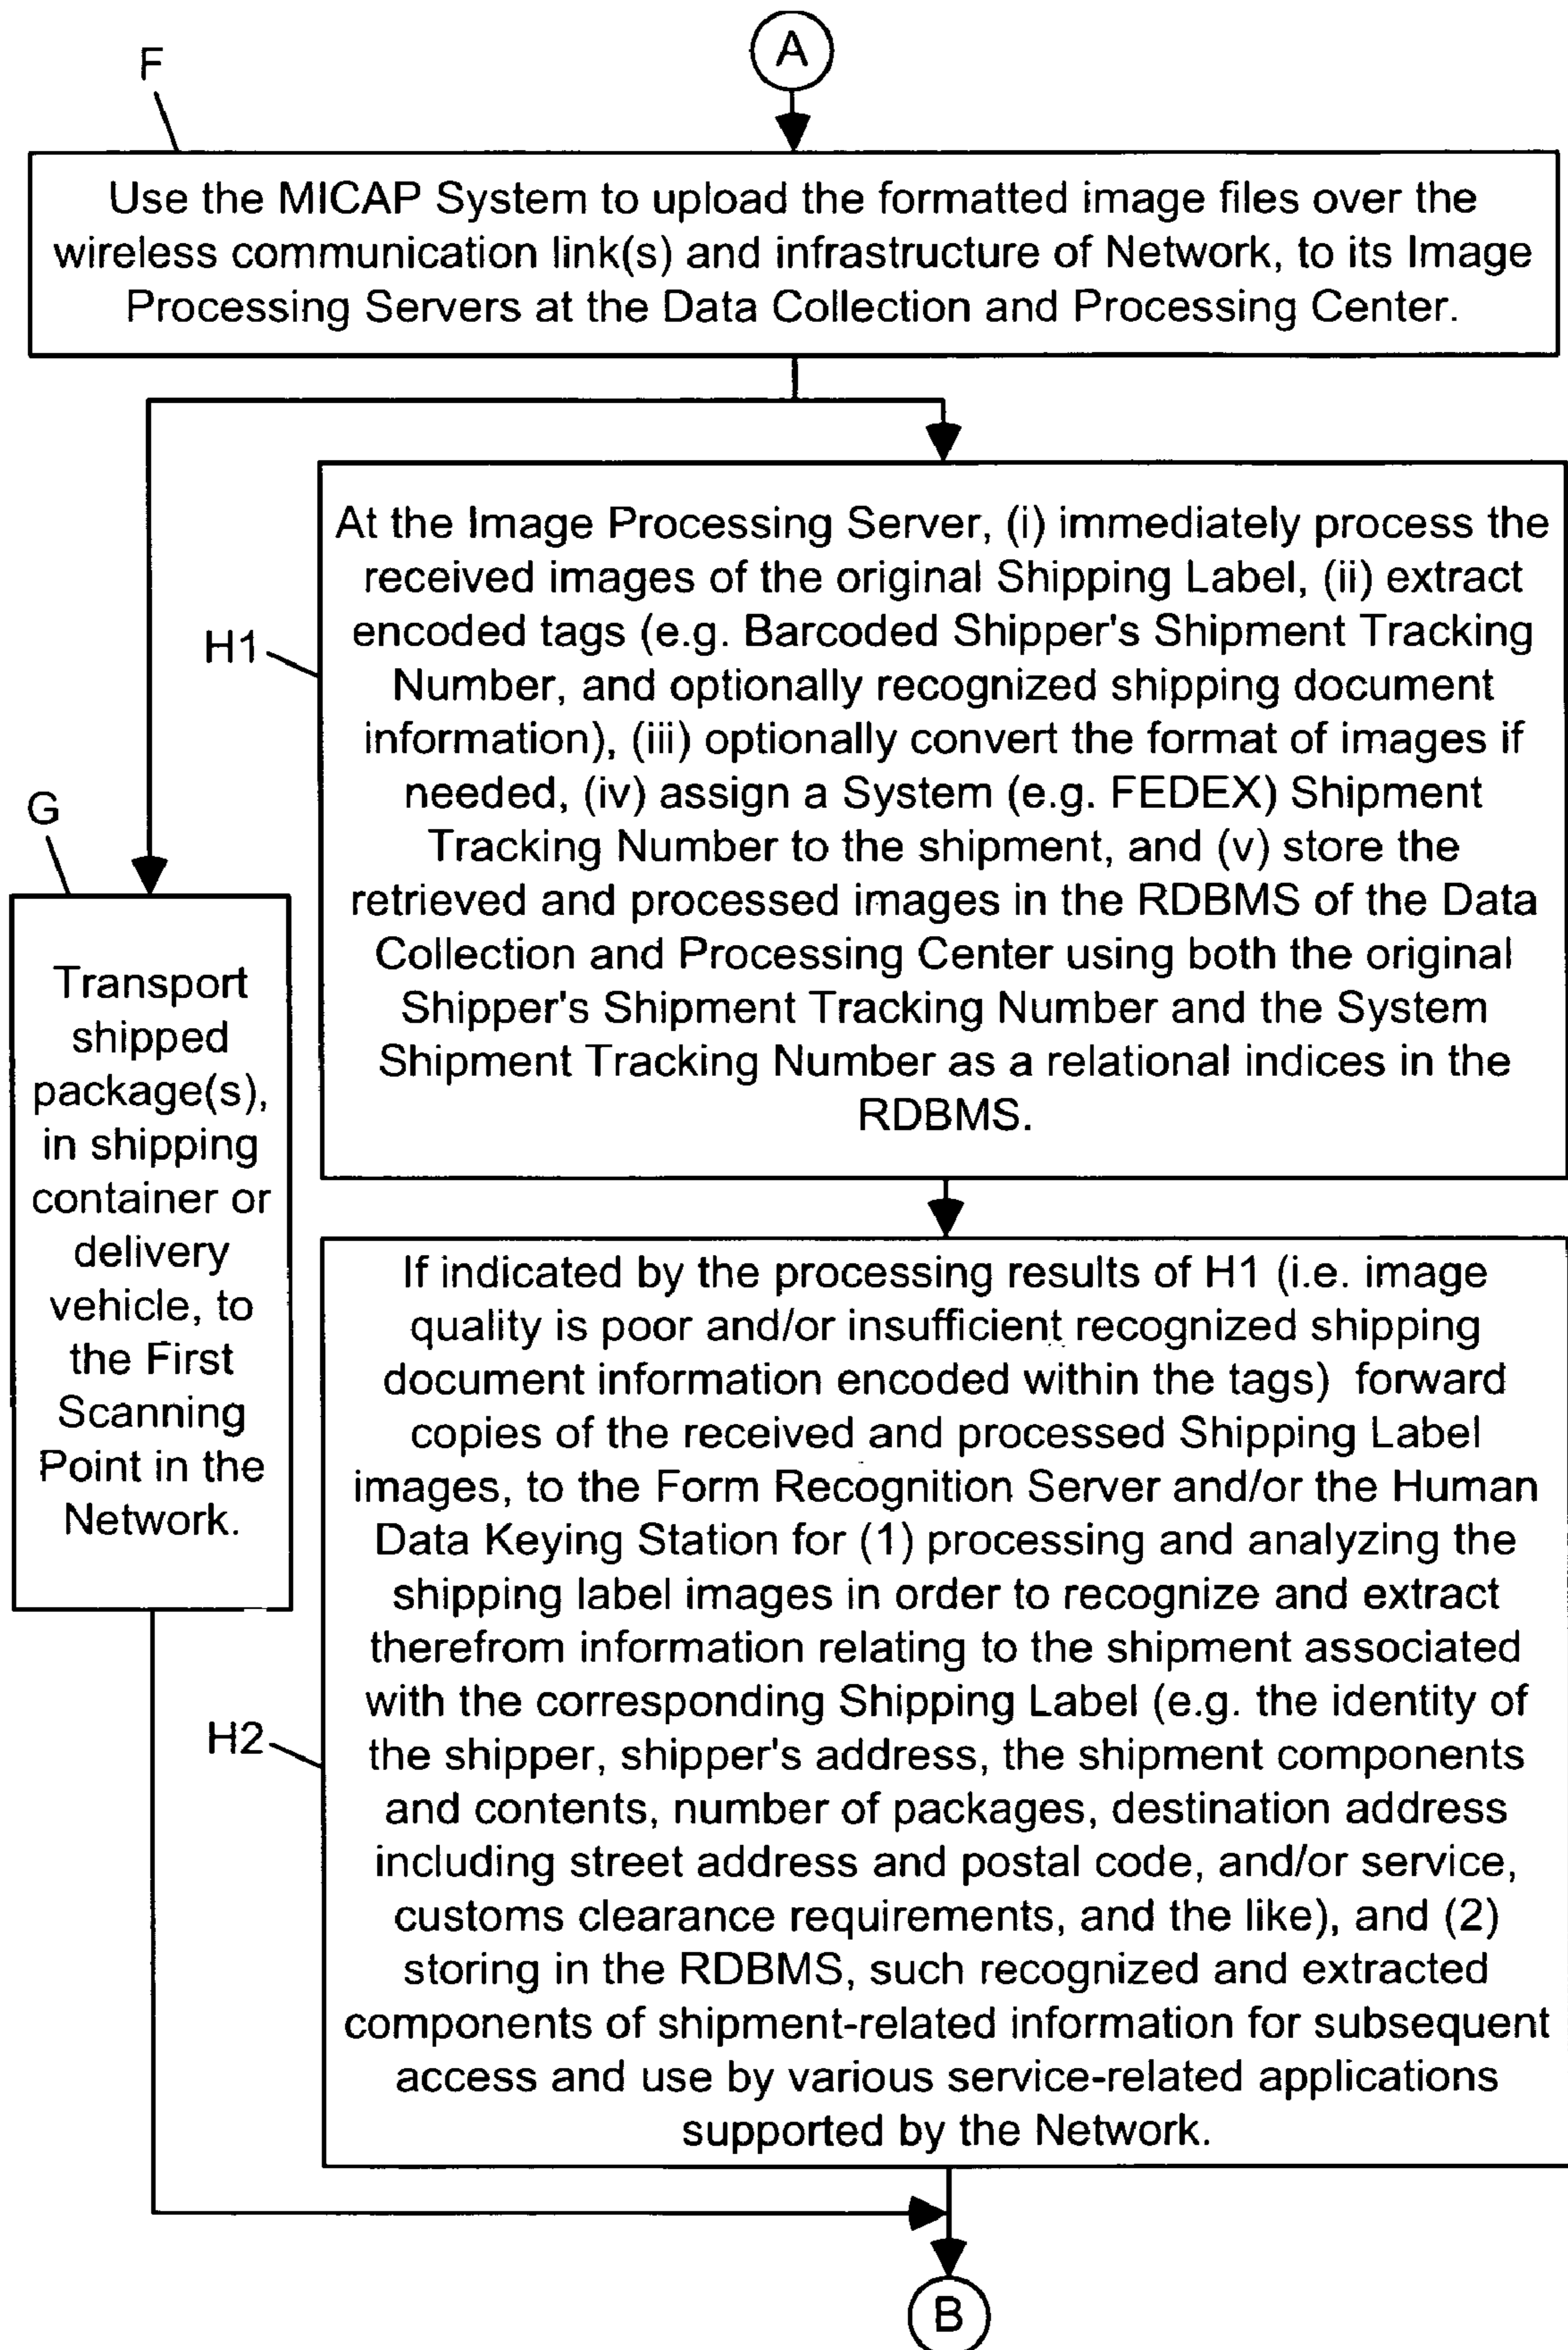 A
F
Use the MICAP System to upload the formatted image files over the
wireless communication link(s) and infrastructure of Network, to its Image
Processing Servers at the Data Collection and Processing Center.
H1
At the Image Processing Server, (i) immediately process the
received images of the original Shipping Label, (ii) extract
encoded tags (e.g. Barcoded Shipper's Shipment Tracking
Number, and optionally recognized shipping document
information), (iii) optionally convert the format of images if
needed, (iv) assign a System (e.g. FEDEX) Shipment
Tracking Number to the shipment, and (v) store the
retrieved and processed images in the RDBMS of the Data
Collection and Processing Center using both the original
Shipper's Shipment Tracking Number and the System
Shipment Tracking Number as a relational indices in the
RDBMS.
G
Transport
shipped
package(s),
in shipping
container or
delivery
vehicle, to
the First
Scanning
Point in the
Network.
H2
If indicated by the processing results of H1 (i.e. image
quality is poor and/or insufficient recognized shipping
document information encoded within the tags) forward
copies of the received and processed Shipping Label
images, to the Form Recognition Server and/or the Human
Data Keying Station for (1) processing and analyzing the
shipping label images in order to recognize and extract
therefrom information relating to the shipment associated
with the corresponding Shipping Label (e.g. the identity of
the shipper, shipper's address, the shipment components
and contents, number of packages, destination address
including street address and postal code, and/or service,
customs clearance requirements, and the like), and (2)
storing in the RDBMS, such recognized and extracted
components of shipment-related information for subsequent
access and use by various service-related applications
supported by the Network.
B